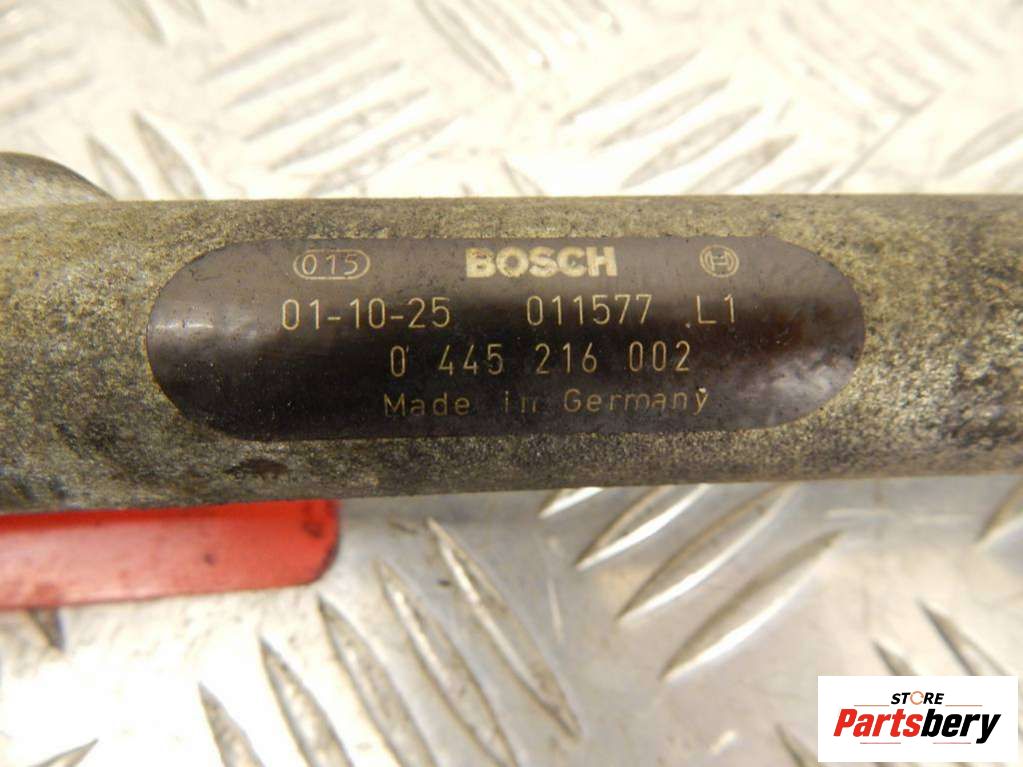 015 BOSCH
01-10-25 011577 L1
0 445 216 002
Made in Germany
STORE
Partsbery